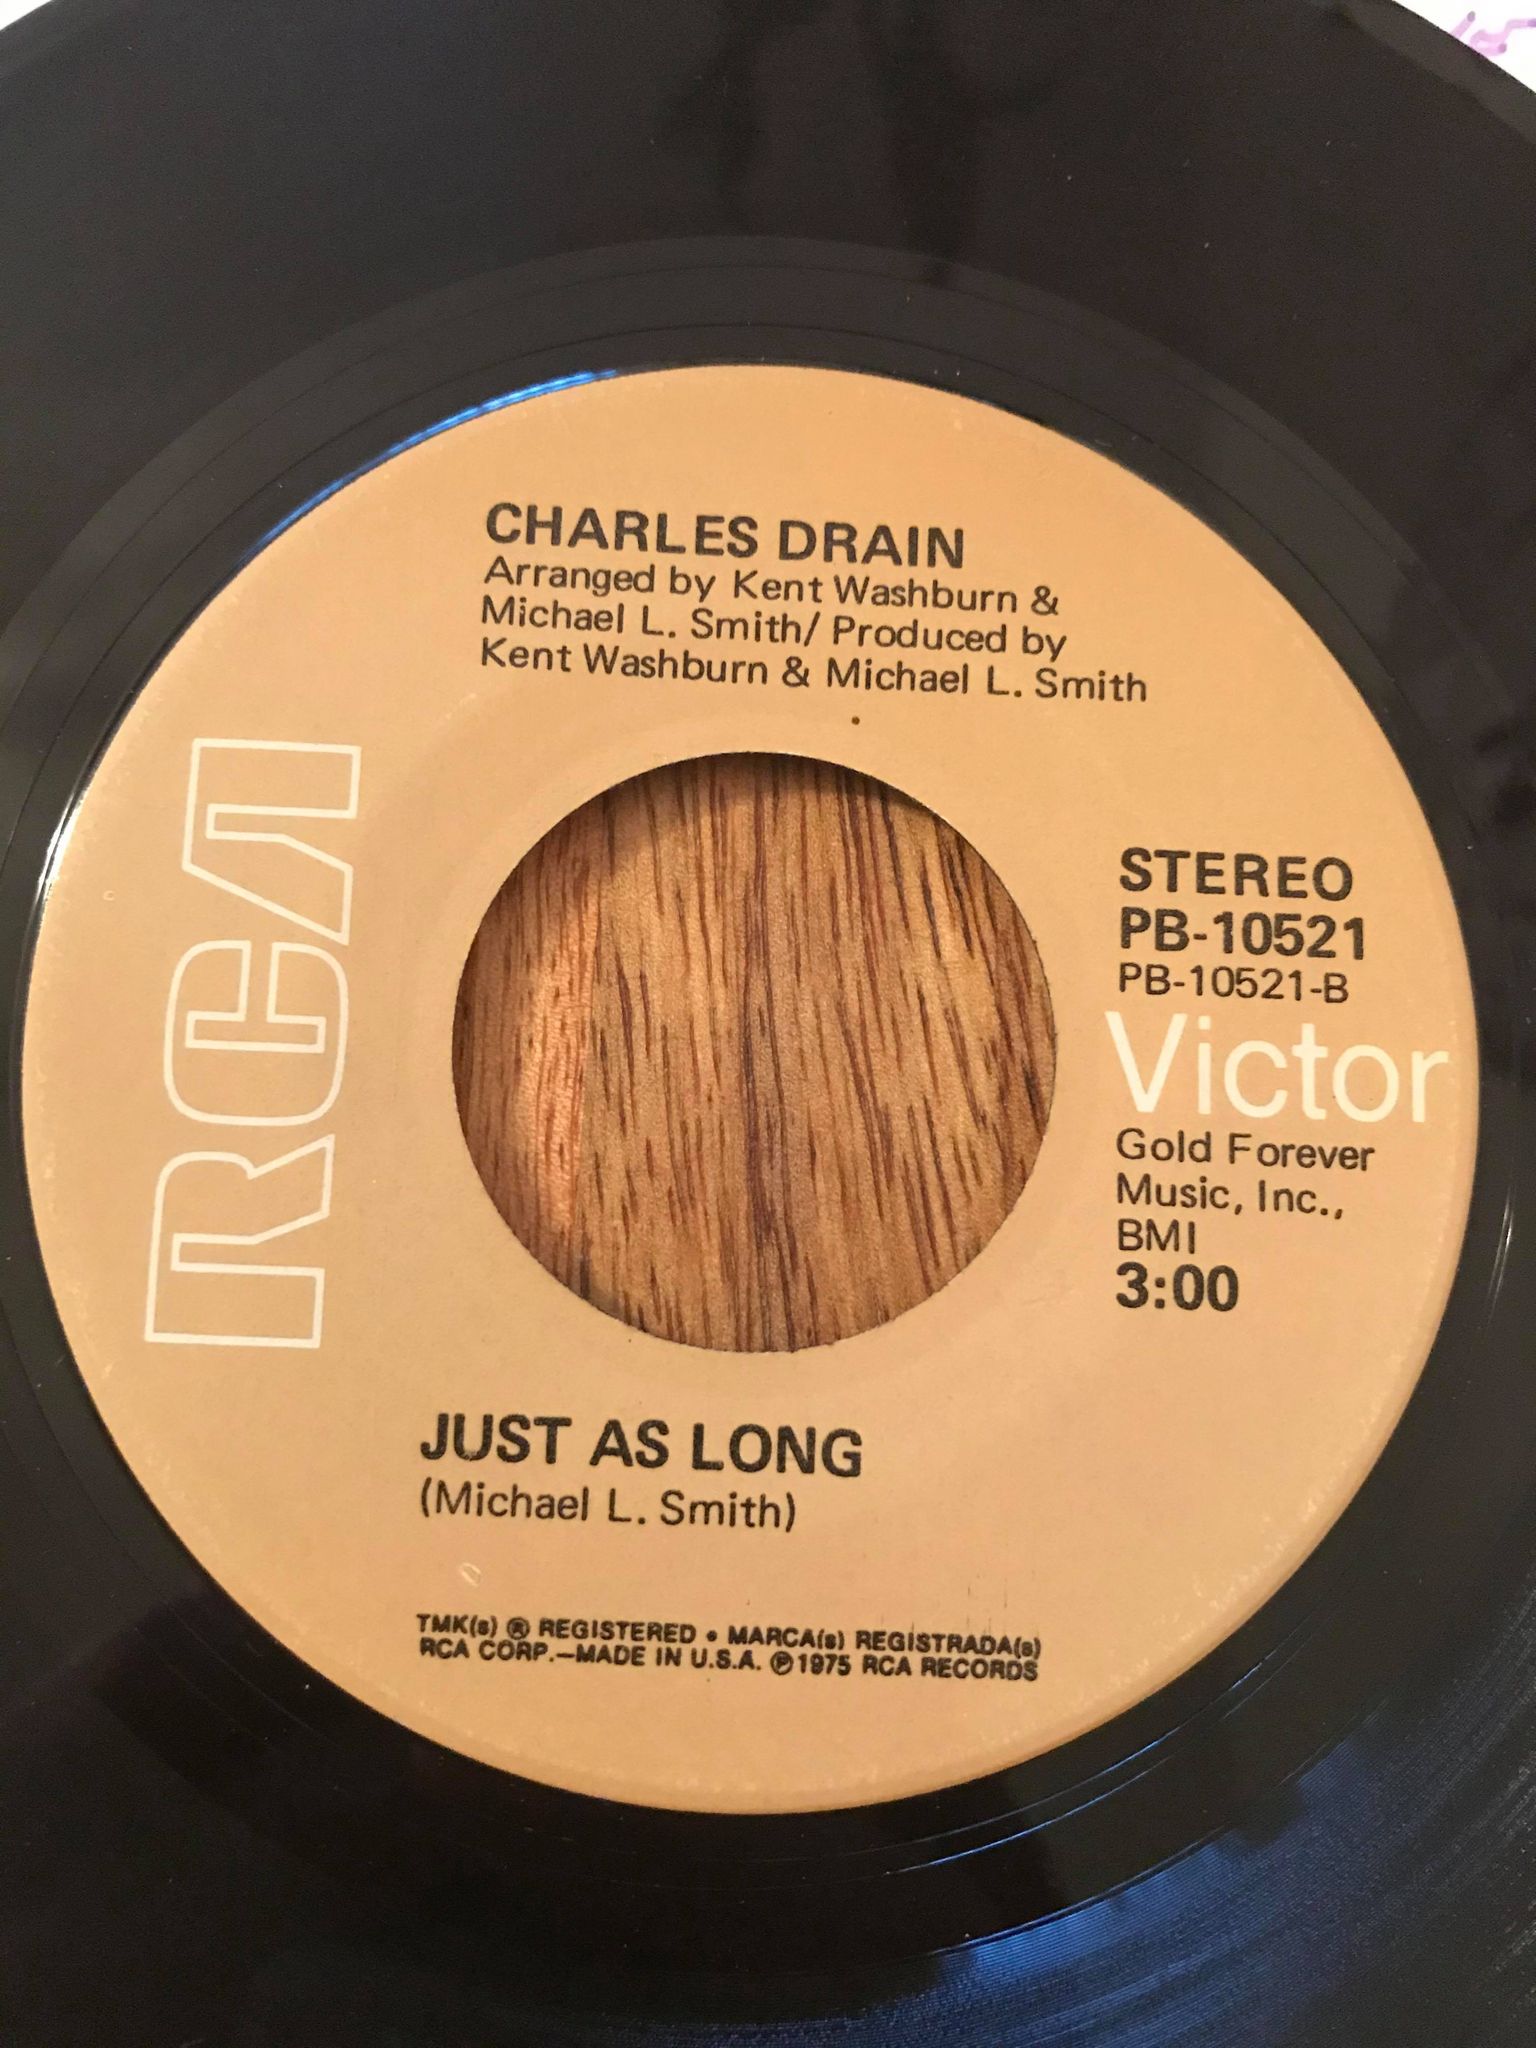 CHARLES DRAIN
Arranged by Kent Washburn &
Michael L. Smith/ Produced by
Kent Washburn & Michael L. Smith
RCA
STEREO
PB-10521
PB-10521-B
Victor
Gold Forever
Music, Inc.,
BMI
3:00
JUST AS LONG
(Michael L. Smith)
TMK(s) ® REGISTERED • MARCA(s) REGISTRADA(s)
RCA CORP.—MADE IN U.S.A. ℗ 1975 RCA RECORDS